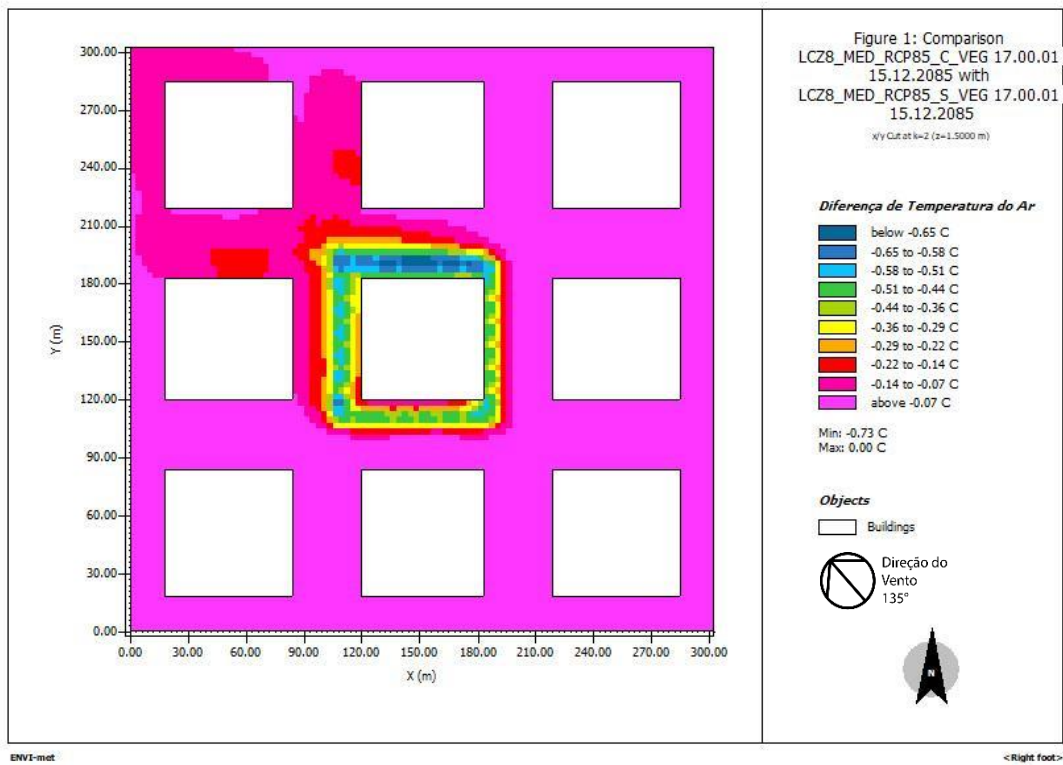 Figure 1: Comparison
LCZ8_MED_RCP85_C_VEG 17.00.01
15.12.2085 with
LCZ8_MED_RCP85_S_VEG 17.00.01
15.12.2085
x/y Cut at k=2 (z=1.5000 m)
300.00
270.00
240.00
210.00
180.00
150.00
120.00
90.00
60.00
30.00
0.00
Y (m)
0.00 30.00 60.00 90.00 120.00 150.00 180.00 210.00 240.00 270.00 300.00
X (m)
Diferença de Temperatura do Ar
below -0.65 C
-0.65 to -0.58 C
-0.58 to -0.51 C
-0.51 to -0.44 C
-0.44 to -0.36 C
-0.36 to -0.29 C
-0.29 to -0.22 C
-0.22 to -0.14 C
-0.14 to -0.07 C
above -0.07 C
Min: -0.73 C
Max: 0.00 C
Objects
Buildings
Direção do
Vento
135°
N
ENVI-met
<Right foot>